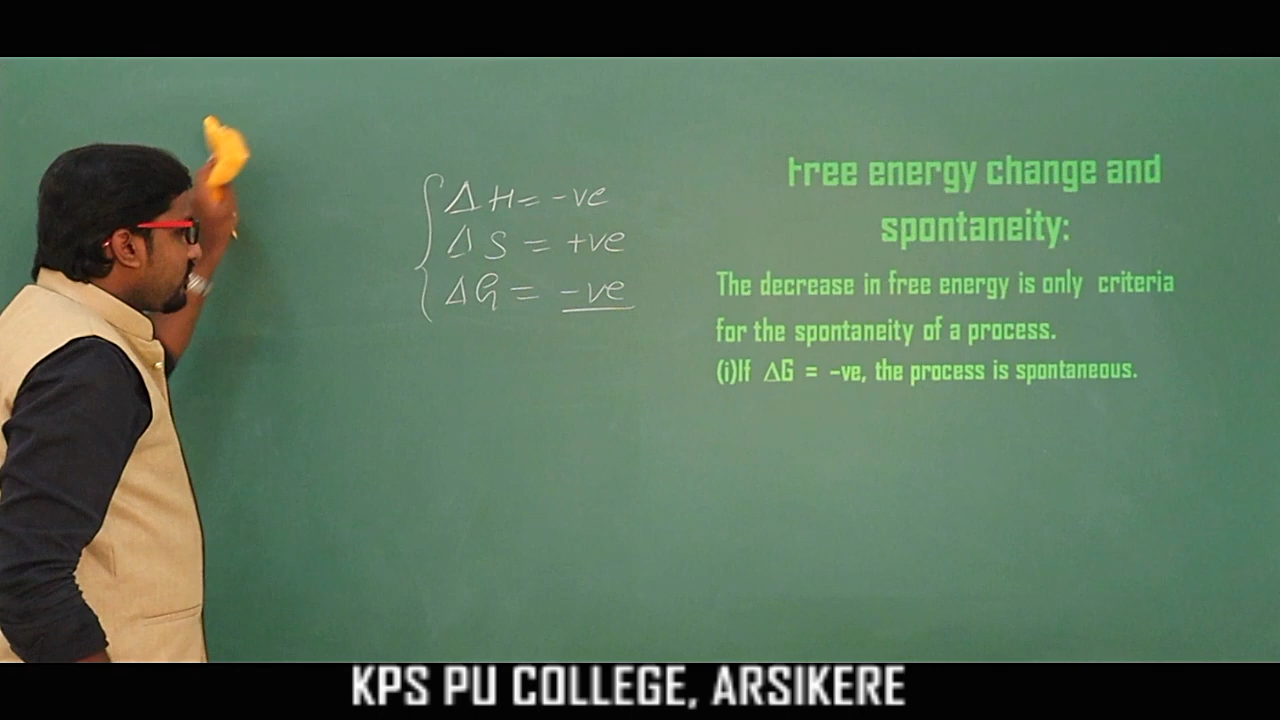 ΔH = -ve
ΔS = +ve
ΔG = -ve
Free energy change and
spontaneity:
The decrease in free energy is only criteria
for the spontaneity of a process.
(i)If ΔG = -ve, the process is spontaneous.
KPS PU COLLEGE, ARSIKERE